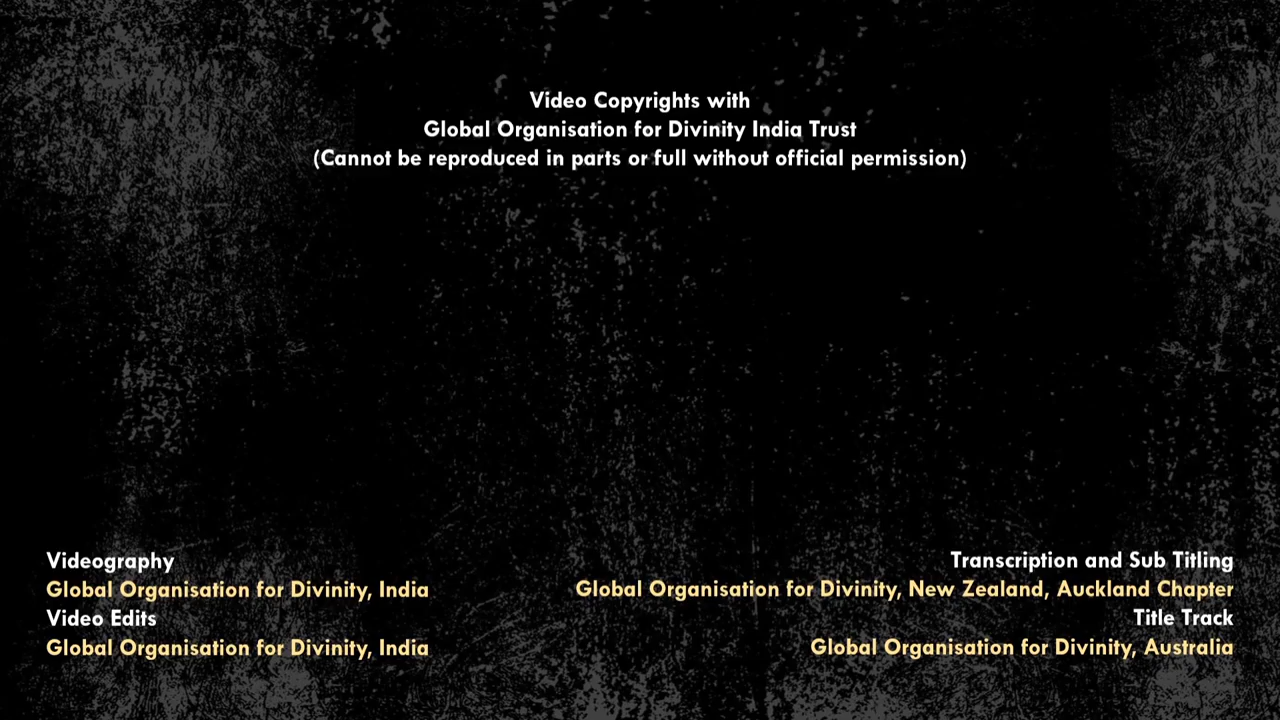 Video Copyrights with
Global Organisation for Divinity India Trust
(Cannot be reproduced in parts or full without official permission)
Videography
Global Organisation for Divinity, India
Video Edits
Global Organisation for Divinity, India
Transcription and Sub Titling
Global Organisation for Divinity, New Zealand, Auckland Chapter
Title Track
Global Organisation for Divinity, Australia